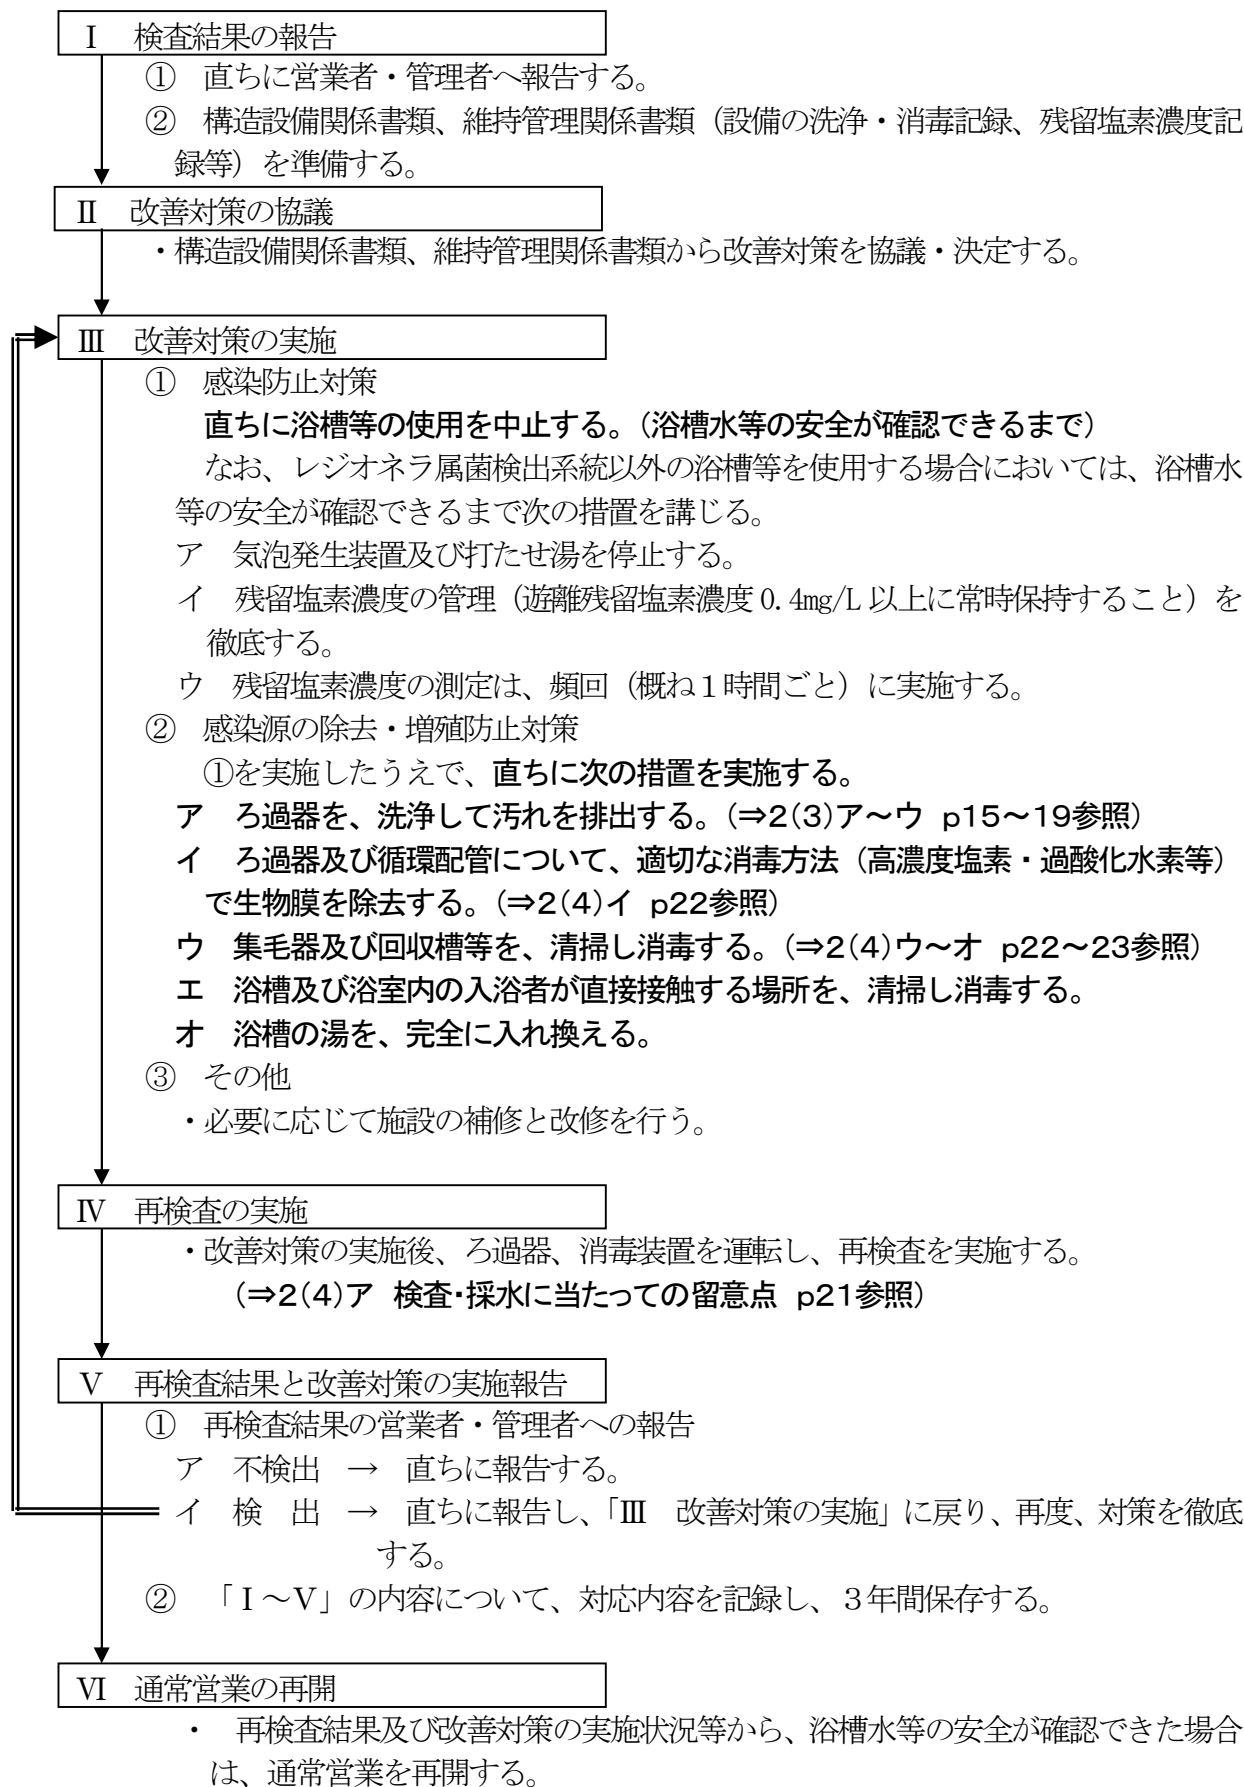 Ⅰ　検査結果の報告
①　直ちに営業者・管理者へ報告する。
②　構造設備関係書類、維持管理関係書類（設備の洗浄・消毒記録、残留塩素濃度記
録等）を準備する。
Ⅱ　改善対策の協議
・構造設備関係書類、維持管理関係書類から改善対策を協議・決定する。
Ⅲ　改善対策の実施
①　感染防止対策
直ちに浴槽等の使用を中止する。（浴槽水等の安全が確認できるまで）
なお、レジオネラ属菌検出系統以外の浴槽等を使用する場合においては、浴槽水
等の安全が確認できるまで次の措置を講じる。
ア　気泡発生装置及び打たせ湯を停止する。
イ　残留塩素濃度の管理（遊離残留塩素濃度 0.4mg/L 以上に常時保持すること）を
徹底する。
ウ　残留塩素濃度の測定は、頻回（概ね１時間ごと）に実施する。
②　感染源の除去・増殖防止対策
①を実施したうえで、直ちに次の措置を実施する。
ア　ろ過器を、洗浄して汚れを排出する。（⇒2(3)ア～ウ　p15～19参照）
イ　ろ過器及び循環配管について、適切な消毒方法（高濃度塩素・過酸化水素等）
で生物膜を除去する。（⇒2(4)イ　p22参照）
ウ　集毛器及び回収槽等を、清掃し消毒する。（⇒2(4)ウ～オ　p22～23参照）
エ　浴槽及び浴室内の入浴者が直接接触する場所を、清掃し消毒する。
オ　浴槽の湯を、完全に入れ換える。
③　その他
・必要に応じて施設の補修と改修を行う。
Ⅳ　再検査の実施
・改善対策の実施後、ろ過器、消毒装置を運転し、再検査を実施する。
（⇒2(4)ア　検査・採水に当たっての留意点　p21参照）
Ⅴ　再検査結果と改善対策の実施報告
①　再検査結果の営業者・管理者への報告
ア　不検出　→　直ちに報告する。
イ　検　出　→　直ちに報告し、「Ⅲ　改善対策の実施」に戻り、再度、対策を徹底
する。
②　「Ⅰ～Ⅴ」の内容について、対応内容を記録し、３年間保存する。
Ⅵ　通常営業の再開
・　再検査結果及び改善対策の実施状況等から、浴槽水等の安全が確認できた場合
は、通常営業を再開する。